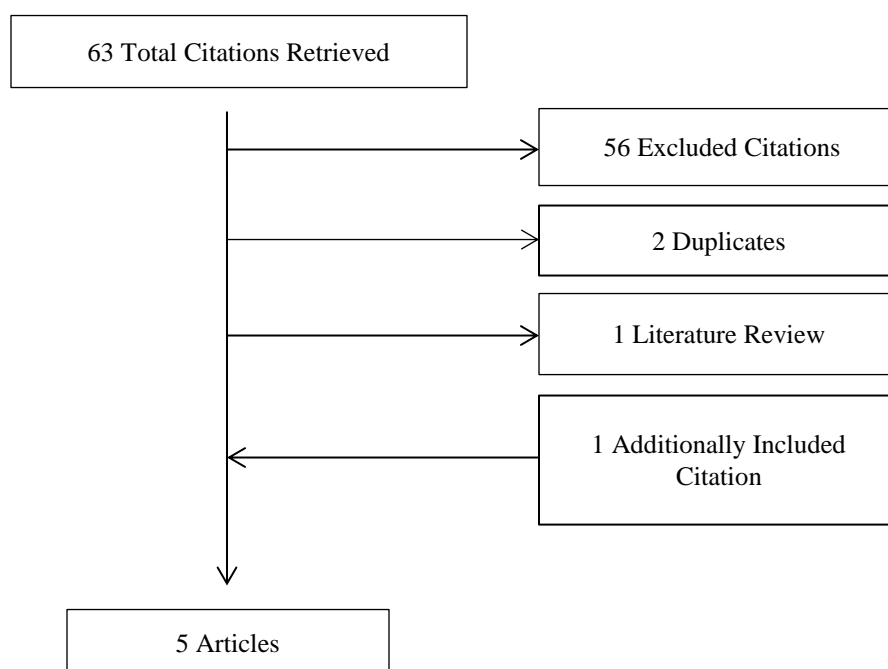 63 Total Citations Retrieved
56 Excluded Citations
2 Duplicates
1 Literature Review
1 Additionally Included
Citation
5 Articles